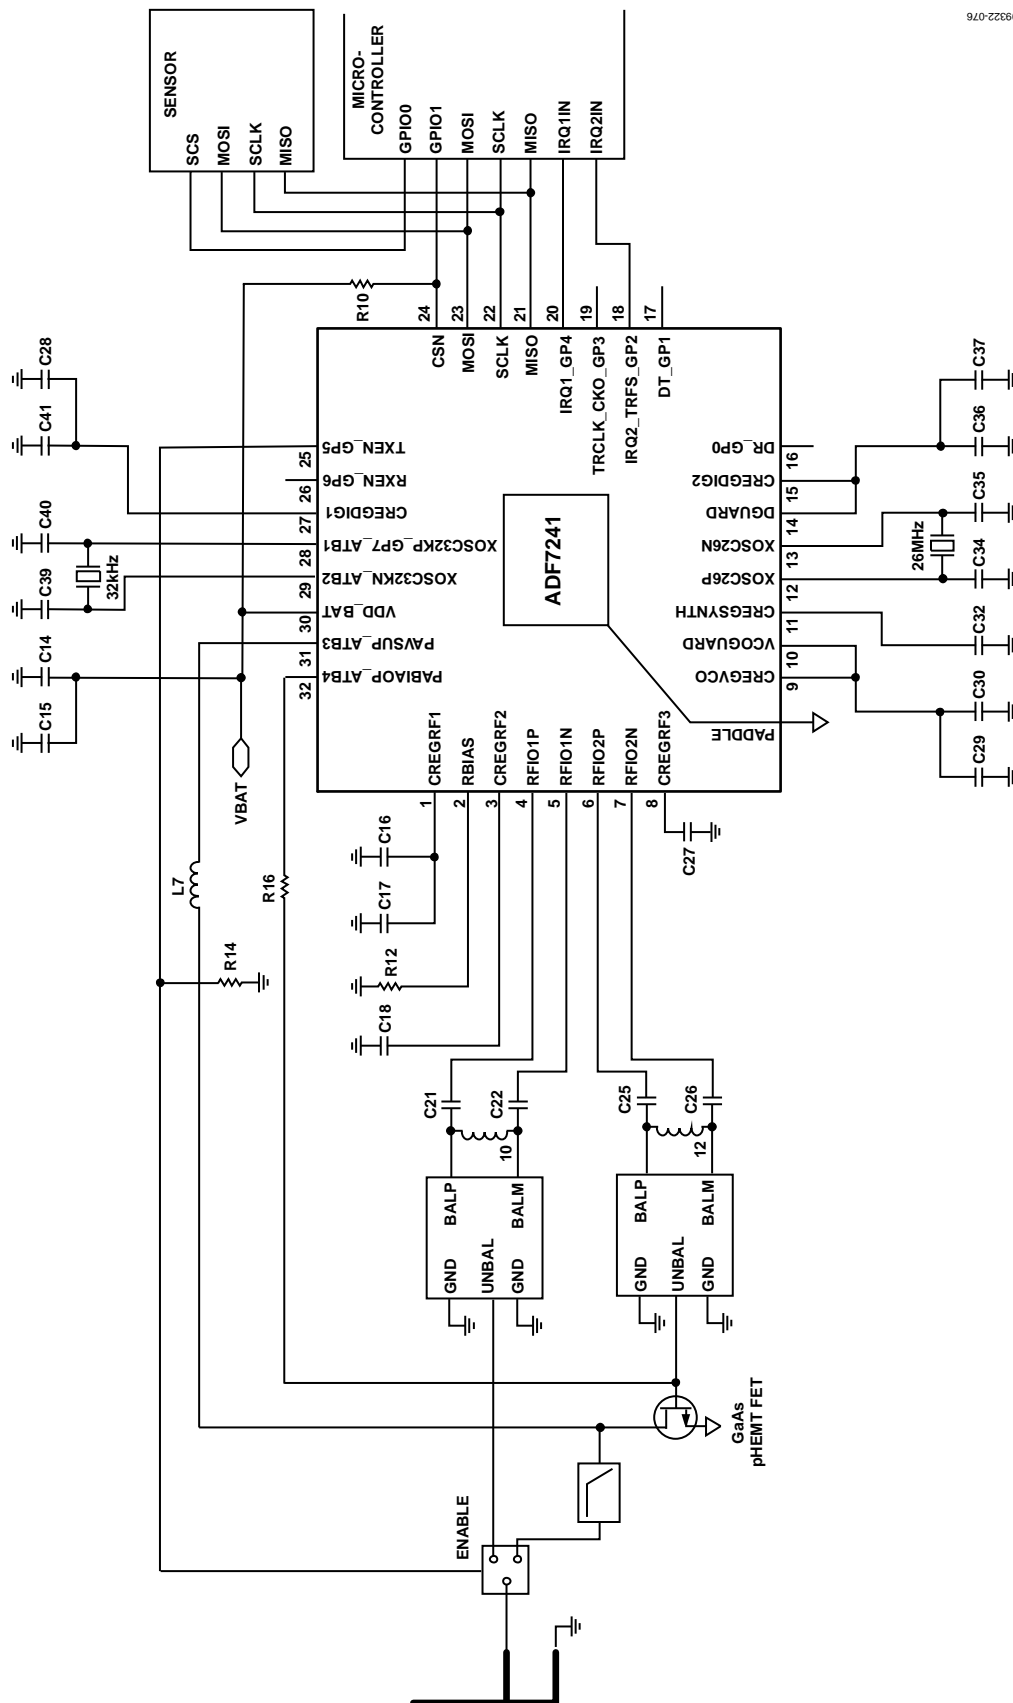 09322-076
SENSOR
SCS
MOSI
SCLK
MISO
MICRO-
CONTROLLER
GPIO0
GPIO1
MOSI
SCLK
MISO
IRQ1IN
IRQ2IN
R10
24
23
22
21
20
19
18
17
CSN
MOSI
SCLK
MISO
IRQ1_GP4
TRCLK_CKO_GP3
IRQ2_TRFS_GP2
DT_GP1
C28
C41
C40
32kHz
C39
C14
C15
VBAT
25
26
27
28
29
30
31
32
TXEN_GP5
RXEN_GP6
CREGDIG1
XOSC32KP_GP7_ATB1
XOSC32KN_ATB2
VDD_BAT
PAVSUP_ATB3
PABIAOP_ATB4
ADF7241
DR_GP0
CREGDIG2
DGUARD
XOSC26N
XOSC26P
CREGSYNTH
VCOGUARD
CREGVCO
PADDLE
16
15
14
13
12
11
10
9
C37
C36
C35
26MHz
C34
C32
C30
C29
CREGRF1
RBIAS
CREGRF2
RFIO1P
RFIO1N
RFIO2P
RFIO2N
CREGRF3
1
2
3
4
5
6
7
8
C16
C17
R12
C18
C27
L7
R16
R14
C21
C22
10
C25
C26
12
BALP
BALM
GND
UNBAL
GND
BALP
BALM
GND
UNBAL
GND
GaAs
pHEMT FET
ENABLE